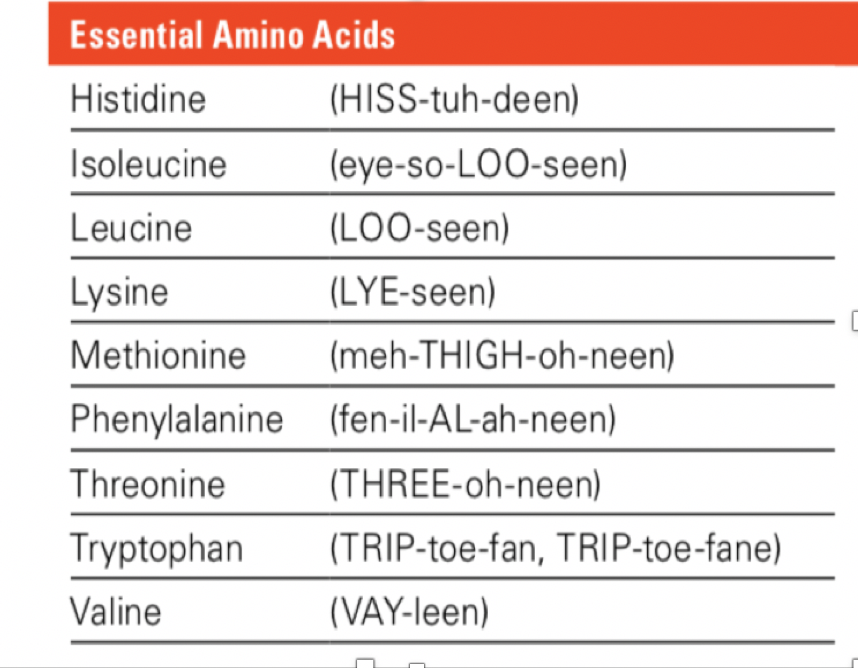 Essential Amino Acids
Histidine (HISS-tuh-deen)
Isoleucine (eye-so-LOO-seen)
Leucine (LOO-seen)
Lysine (LYE-seen)
Methionine (meh-THIGH-oh-neen)
Phenylalanine (fen-il-AL-ah-neen)
Threonine (THREE-oh-neen)
Tryptophan (TRIP-toe-fan, TRIP-toe-fane)
Valine (VAY-leen)